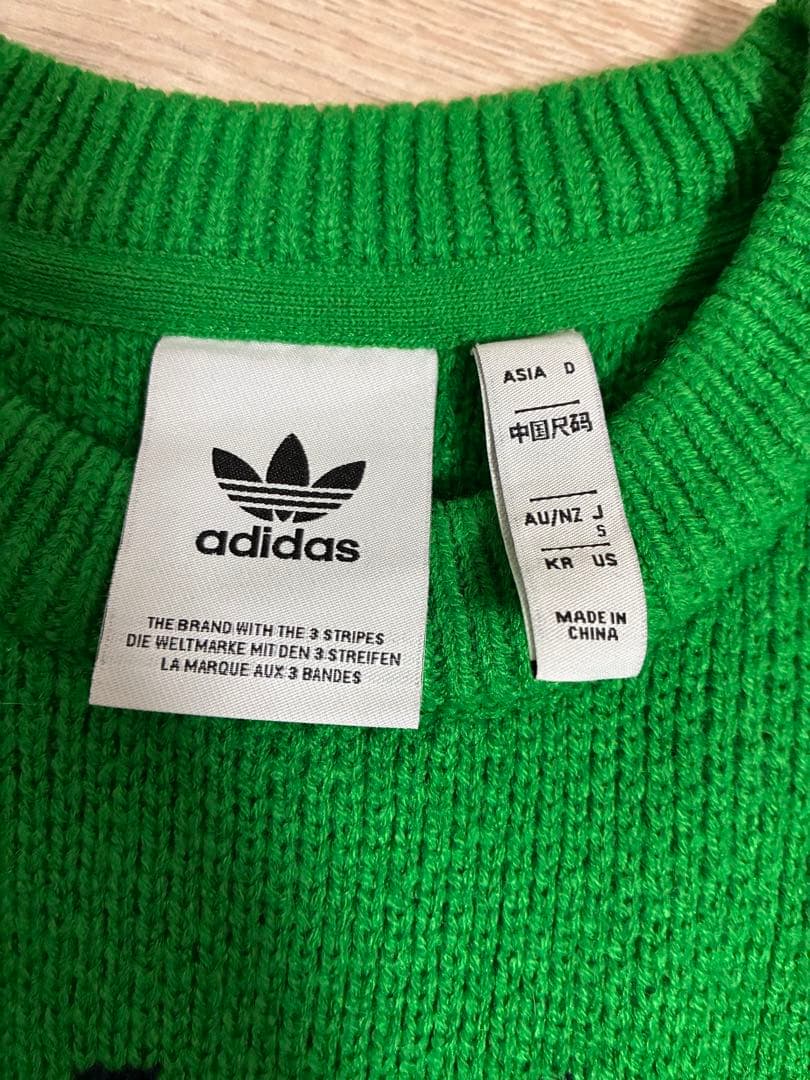 adidas
THE BRAND WITH THE 3 STRIPES
DIE WELTMARKE MIT DEN 3 STREIFEN
LA MARQUE AUX 3 BANDES
ASIA D
中国尺码
AU/NZ J
S
KR US
MADE IN
CHINA